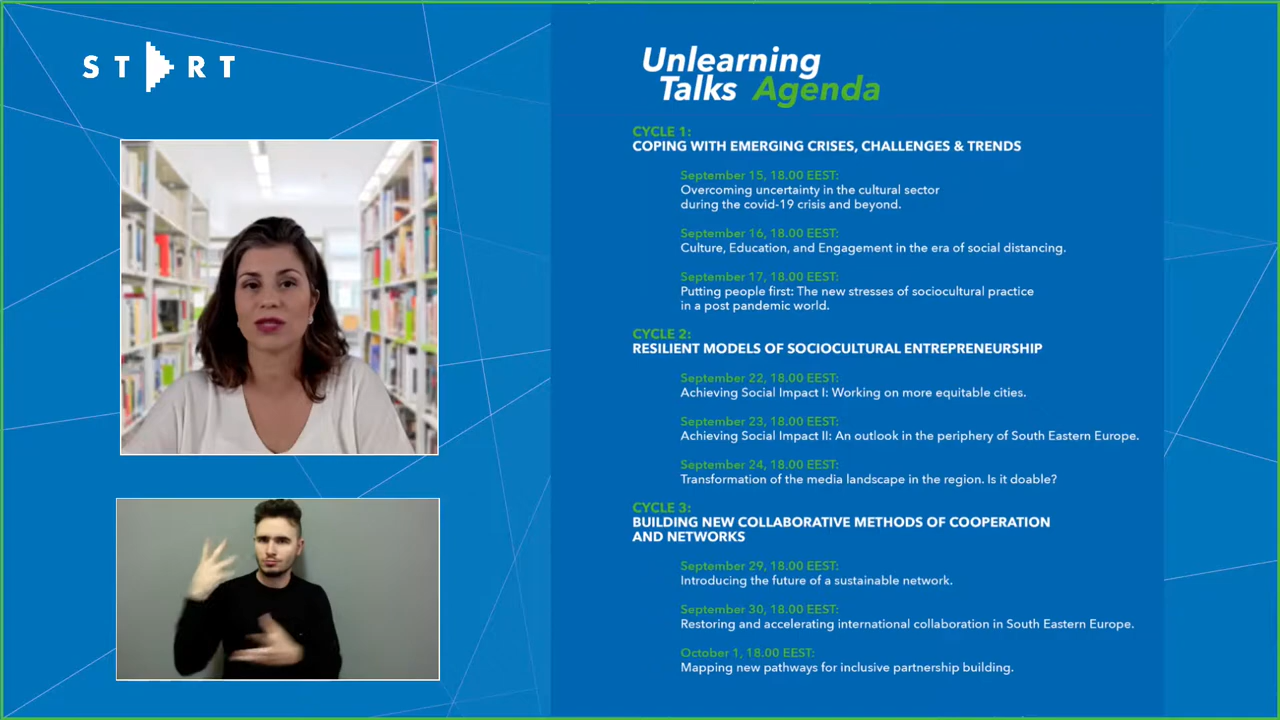 START
Unlearning
Talks Agenda
CYCLE 1:
COPING WITH EMERGING CRISES, CHALLENGES & TRENDS
September 15, 18.00 EEST:
Overcoming uncertainty in the cultural sector
during the covid-19 crisis and beyond.
September 16, 18.00 EEST:
Culture, Education, and Engagement in the era of social distancing.
September 17, 18.00 EEST:
Putting people first: The new stresses of sociocultural practice
in a post pandemic world.
CYCLE 2:
RESILIENT MODELS OF SOCIOCULTURAL ENTREPRENEURSHIP
September 22, 18.00 EEST:
Achieving Social Impact I: Working on more equitable cities.
September 23, 18.00 EEST:
Achieving Social Impact II: An outlook in the periphery of South Eastern Europe.
September 24, 18.00 EEST:
Transformation of the media landscape in the region. Is it doable?
CYCLE 3:
BUILDING NEW COLLABORATIVE METHODS OF COOPERATION
AND NETWORKS
September 29, 18.00 EEST:
Introducing the future of a sustainable network.
September 30, 18.00 EEST:
Restoring and accelerating international collaboration in South Eastern Europe.
October 1, 18.00 EEST:
Mapping new pathways for inclusive partnership building.